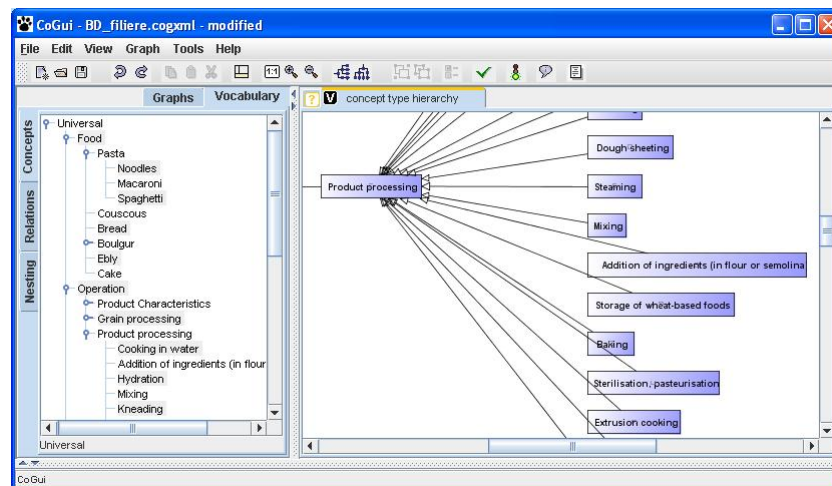 CoGui - BD_filiere.cogxml - modified
File Edit View Graph Tools Help
1:1
Graphs Vocabulary
? V concept type hierarchy
Concepts
Relations
Nesting
Universal
Food
Pasta
Noodles
Macaroni
Spaghetti
Couscous
Bread
Boulgur
Ebly
Cake
Operation
Product Characteristics
Grain processing
Product processing
Cooking in water
Addition of ingredients (in flour
Hydration
Mixing
Kneading
Universal
Product processing
Dough sheeting
Steaming
Mixing
Addition of ingredients (in flour or semolina
Storage of wheat-based foods
Baking
Sterilisation, pasteurisation
Extrusion cooking
CoGui